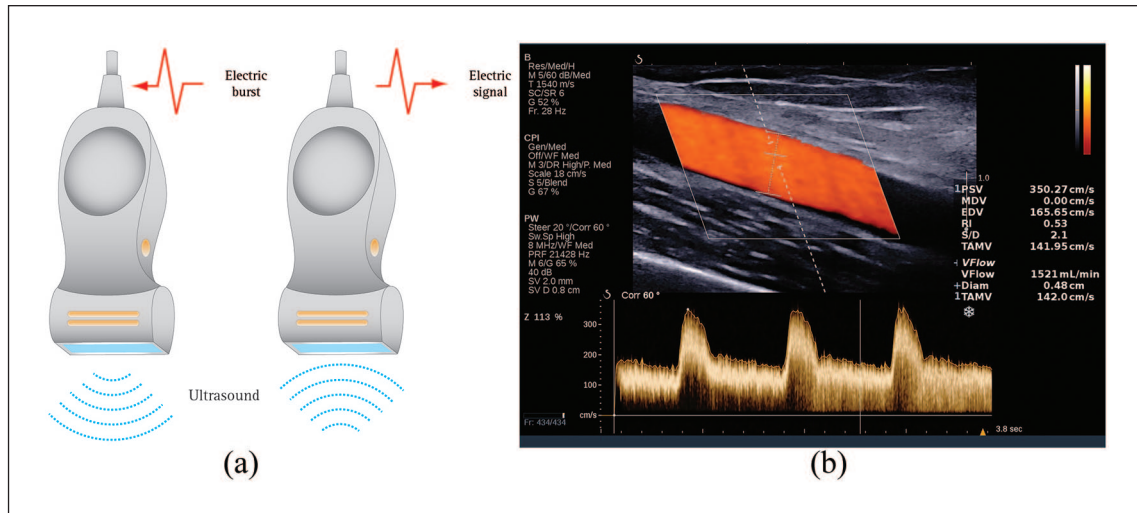 Electric
burst
Electric
signal
Ultrasound
(a)
B
Res/Med/H
M 5/60 dB/Med
T 1540 m/s
SC/SR 6
G 52 %
Fr. 28 Hz
CPI
Gen/Med
Off/WF Med
M 3/DR High/P. Med
Scale 18 cm/s
S 5/Blend
G 67 %
PW
Steer 20 °/Corr 60 °
Sw.Sp High
8 MHz/WF Med
PRF 21428 Hz
M 6/G 65 %
40 dB
SV 2.0 mm
SV D 0.8 cm
Z 113 %
Fr: 434/434
1.0
1 PSV 350.27 cm/s
MDV 0.00 cm/s
EDV 165.65 cm/s
RI 0.53
S/D 2.1
TAMV 141.95 cm/s
VFlow
VFlow 1521 mL/min
+ Diam 0.48 cm
1 TAMV 142.0 cm/s
Corr 60 °
300
200
100
cm/s
3.8 sec
(b)